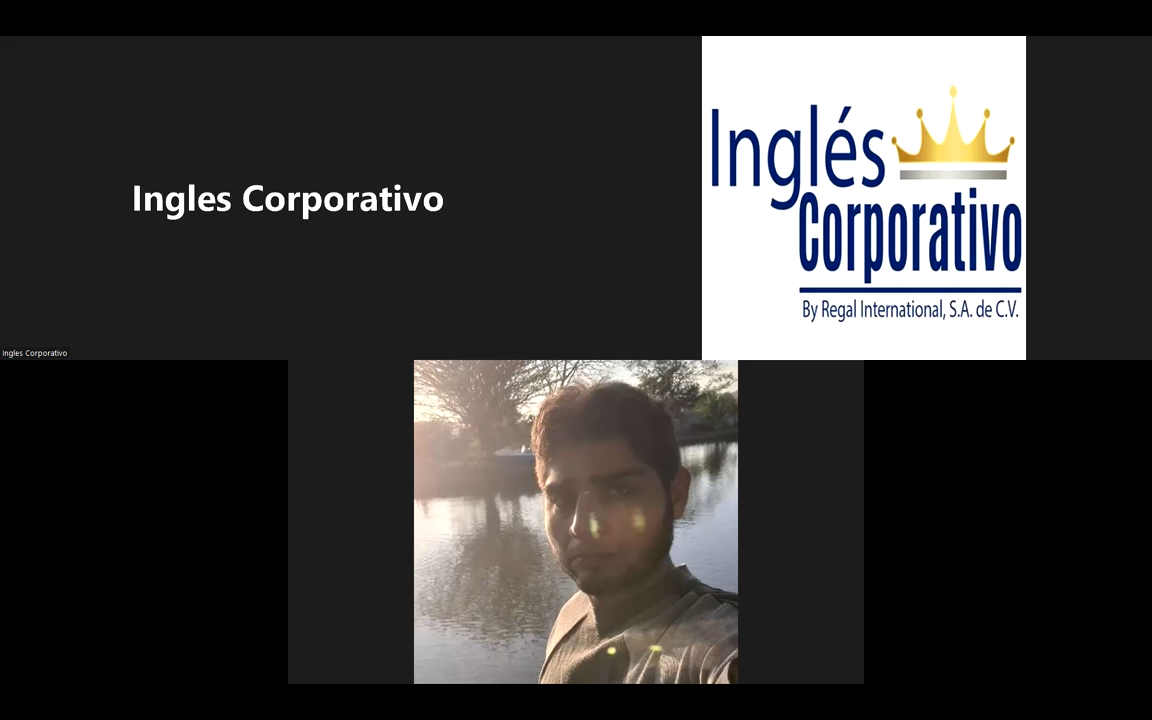 Ingles Corporativo
Inglés
Corporativo
By Regal International, S.A. de C.V.
Ingles Corporativo